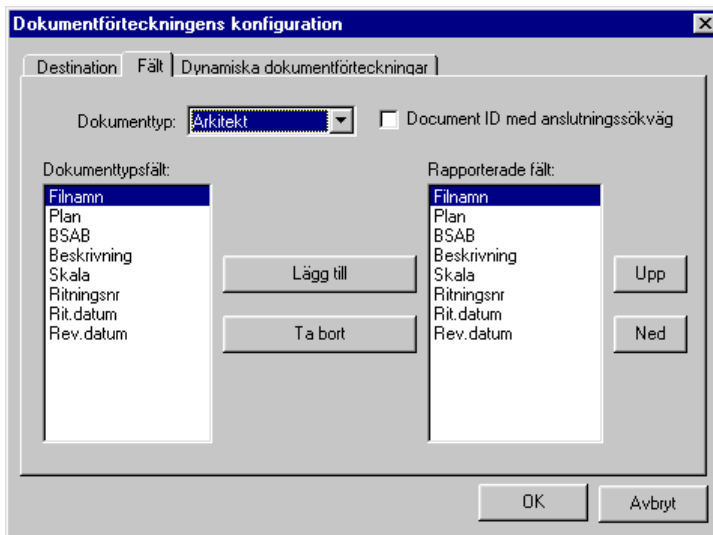 Dokumentförteckningens konfiguration
Destination Fält Dynamiska dokumentförteckningar
Dokumenttyp: Arkitekt Document ID med anslutningssökväg
Dokumenttypsfält:
Filnamn
Plan
BSAB
Beskrivning
Skala
Ritningsnr
Rit.datum
Rev.datum
Lägg till
Ta bort
Rapporterade fält:
Filnamn
Plan
BSAB
Beskrivning
Skala
Ritningsnr
Rit.datum
Rev.datum
Upp
Ned
OK Avbryt